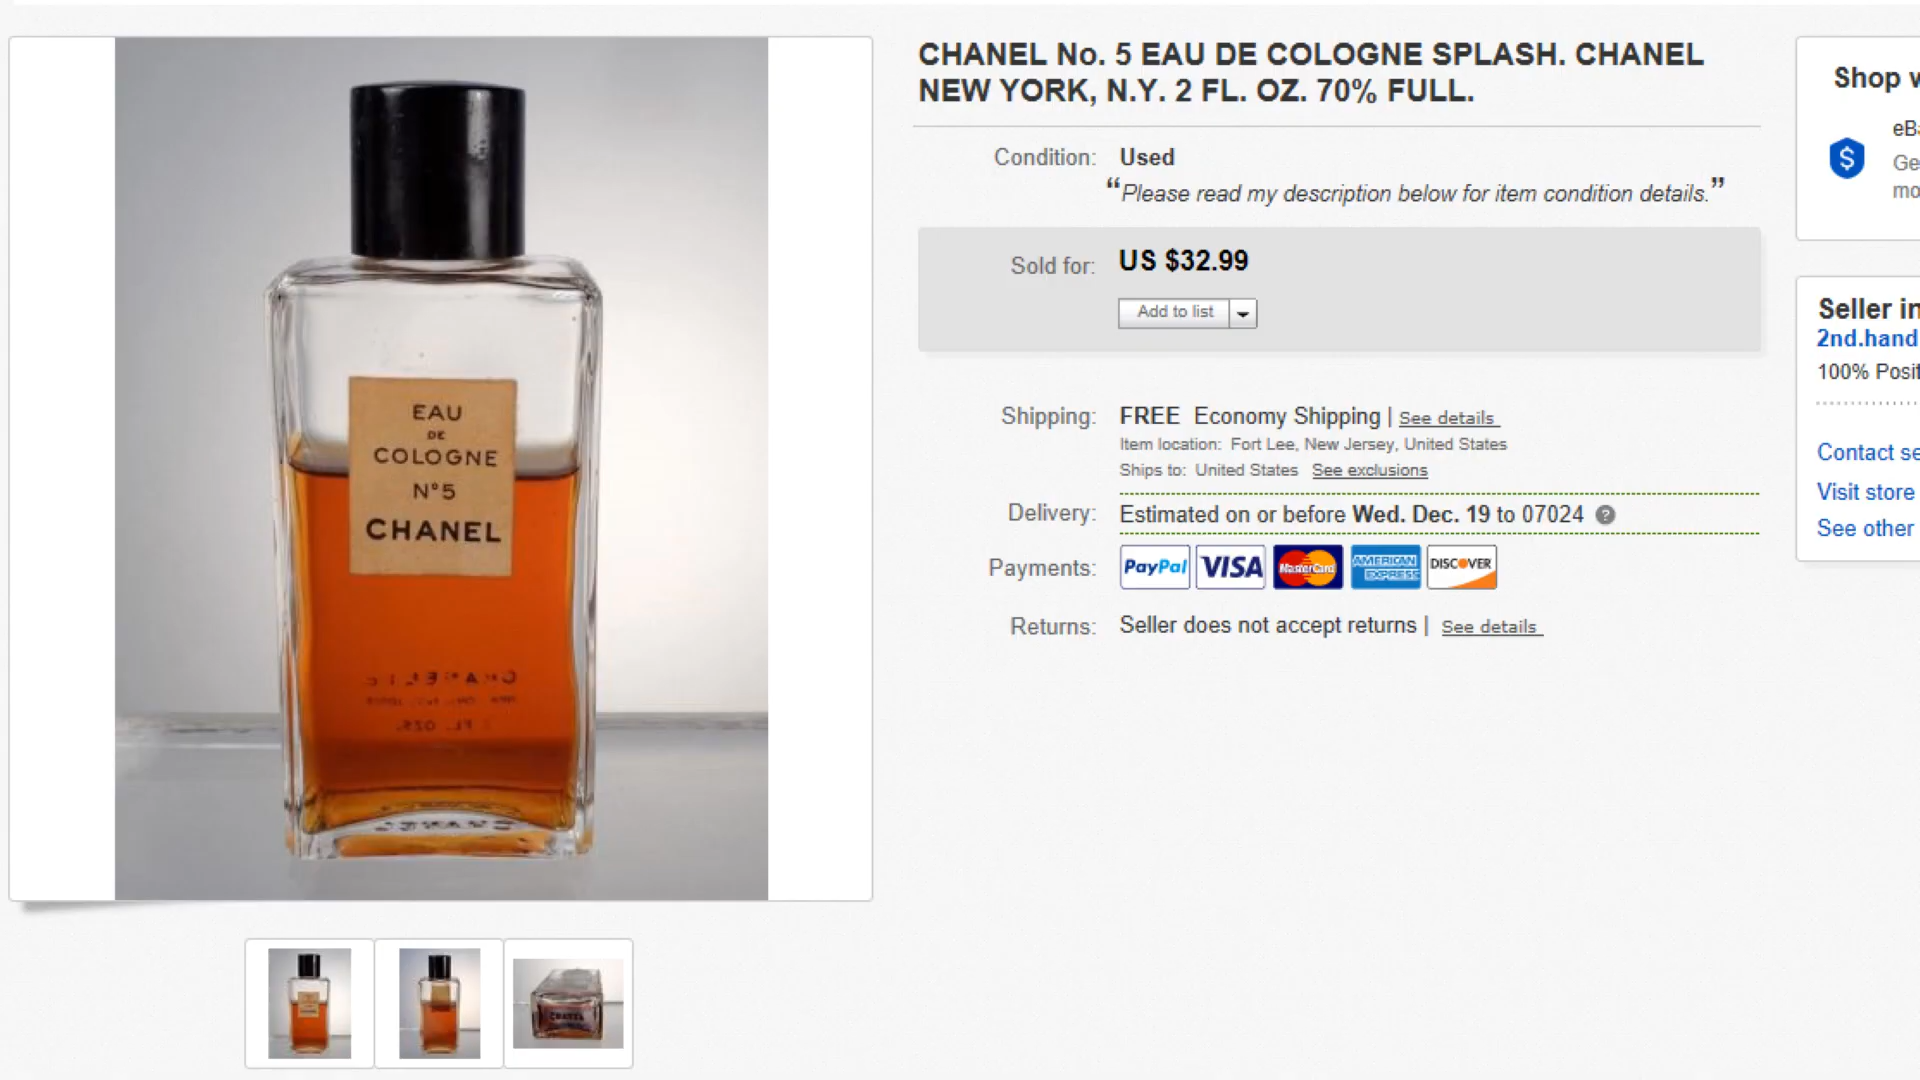 CHANEL No. 5 EAU DE COLOGNE SPLASH. CHANEL
NEW YORK, N.Y. 2 FL. OZ. 70% FULL.
Condition: Used
“Please read my description below for item condition details.”
Sold for: US $32.99
Add to list
Shipping: FREE Economy Shipping | See details
Item location: Fort Lee, New Jersey, United States
Ships to: United States See exclusions
Delivery: Estimated on or before Wed. Dec. 19 to 07024 ?
Payments: PayPal VISA MasterCard AMERICAN EXPRESS DISCOVER
Returns: Seller does not accept returns | See details
EAU
DE
COLOGNE
N°5
CHANEL
FL. OZS.
Shop
$
Seller
2nd.hand
100%
Contact
Visit store
See other